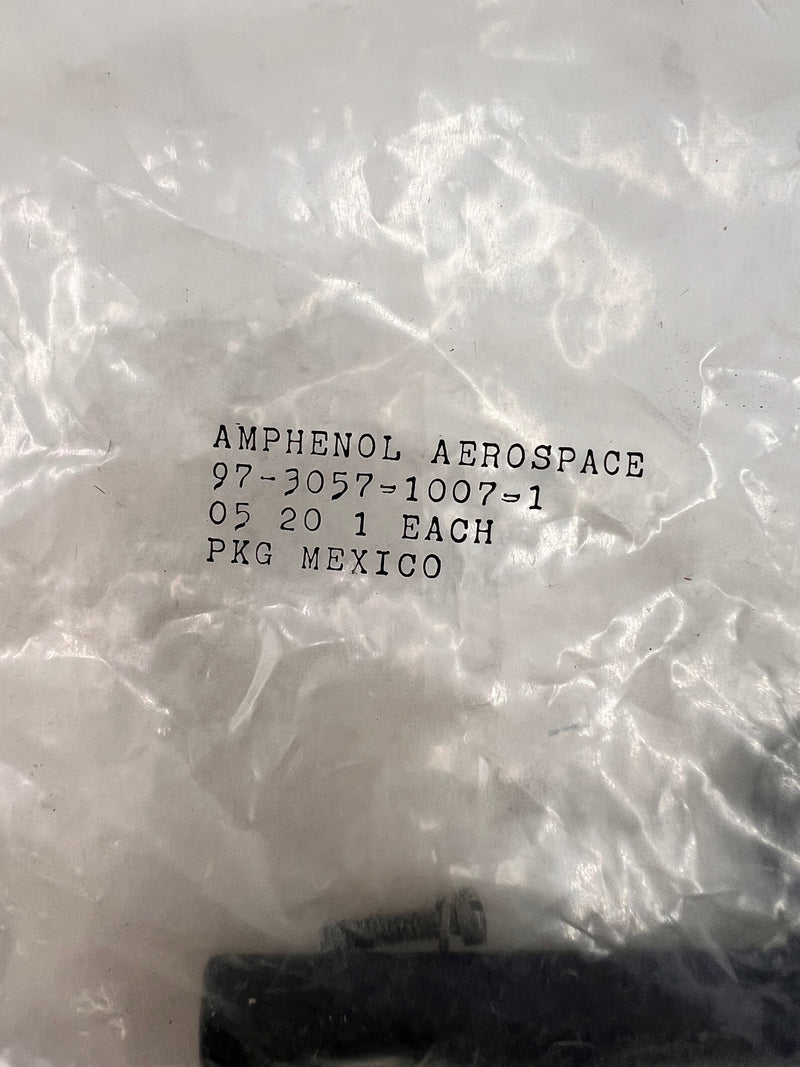 AMPHENOL AEROSPACE
97-3057-1007-1
05 20 1 EACH
PKG MEXICO